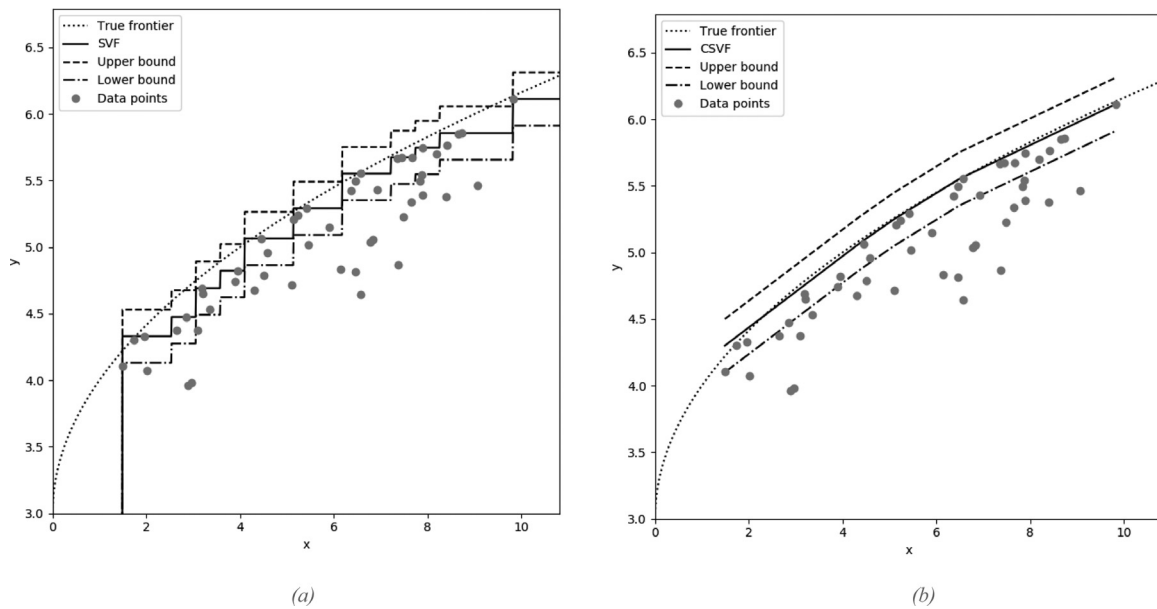 True frontier
SVF
Upper bound
Lower bound
Data points
6.5
6.0
5.5
5.0
4.5
4.0
3.5
3.0
y
0 2 4 6 8 10
x
(a)
True frontier
CSVF
Upper bound
Lower bound
Data points
6.5
6.0
5.5
5.0
4.5
4.0
3.5
3.0
y
0 2 4 6 8 10
x
(b)